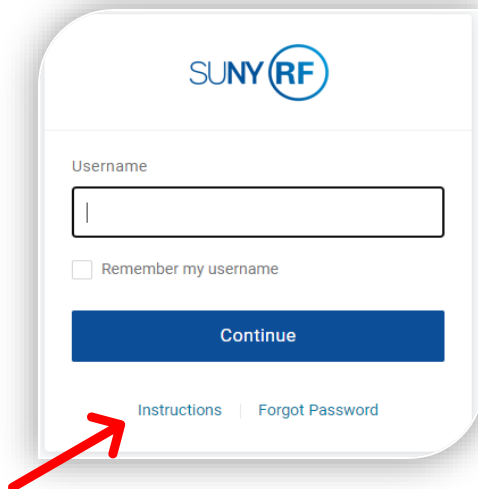 SUNY RF
Username
Remember my username
Continue
Instructions | Forgot Password